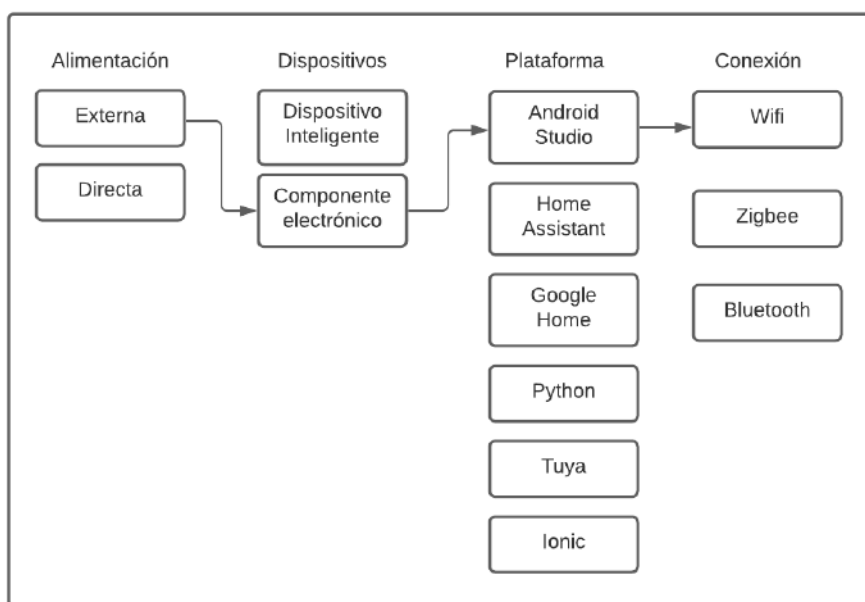 Alimentación
Dispositivos
Plataforma
Conexión
Externa
Directa
Dispositivo
Inteligente
Componente
electrónico
Android
Studio
Home
Assistant
Google
Home
Python
Tuya
Ionic
Wifi
Zigbee
Bluetooth